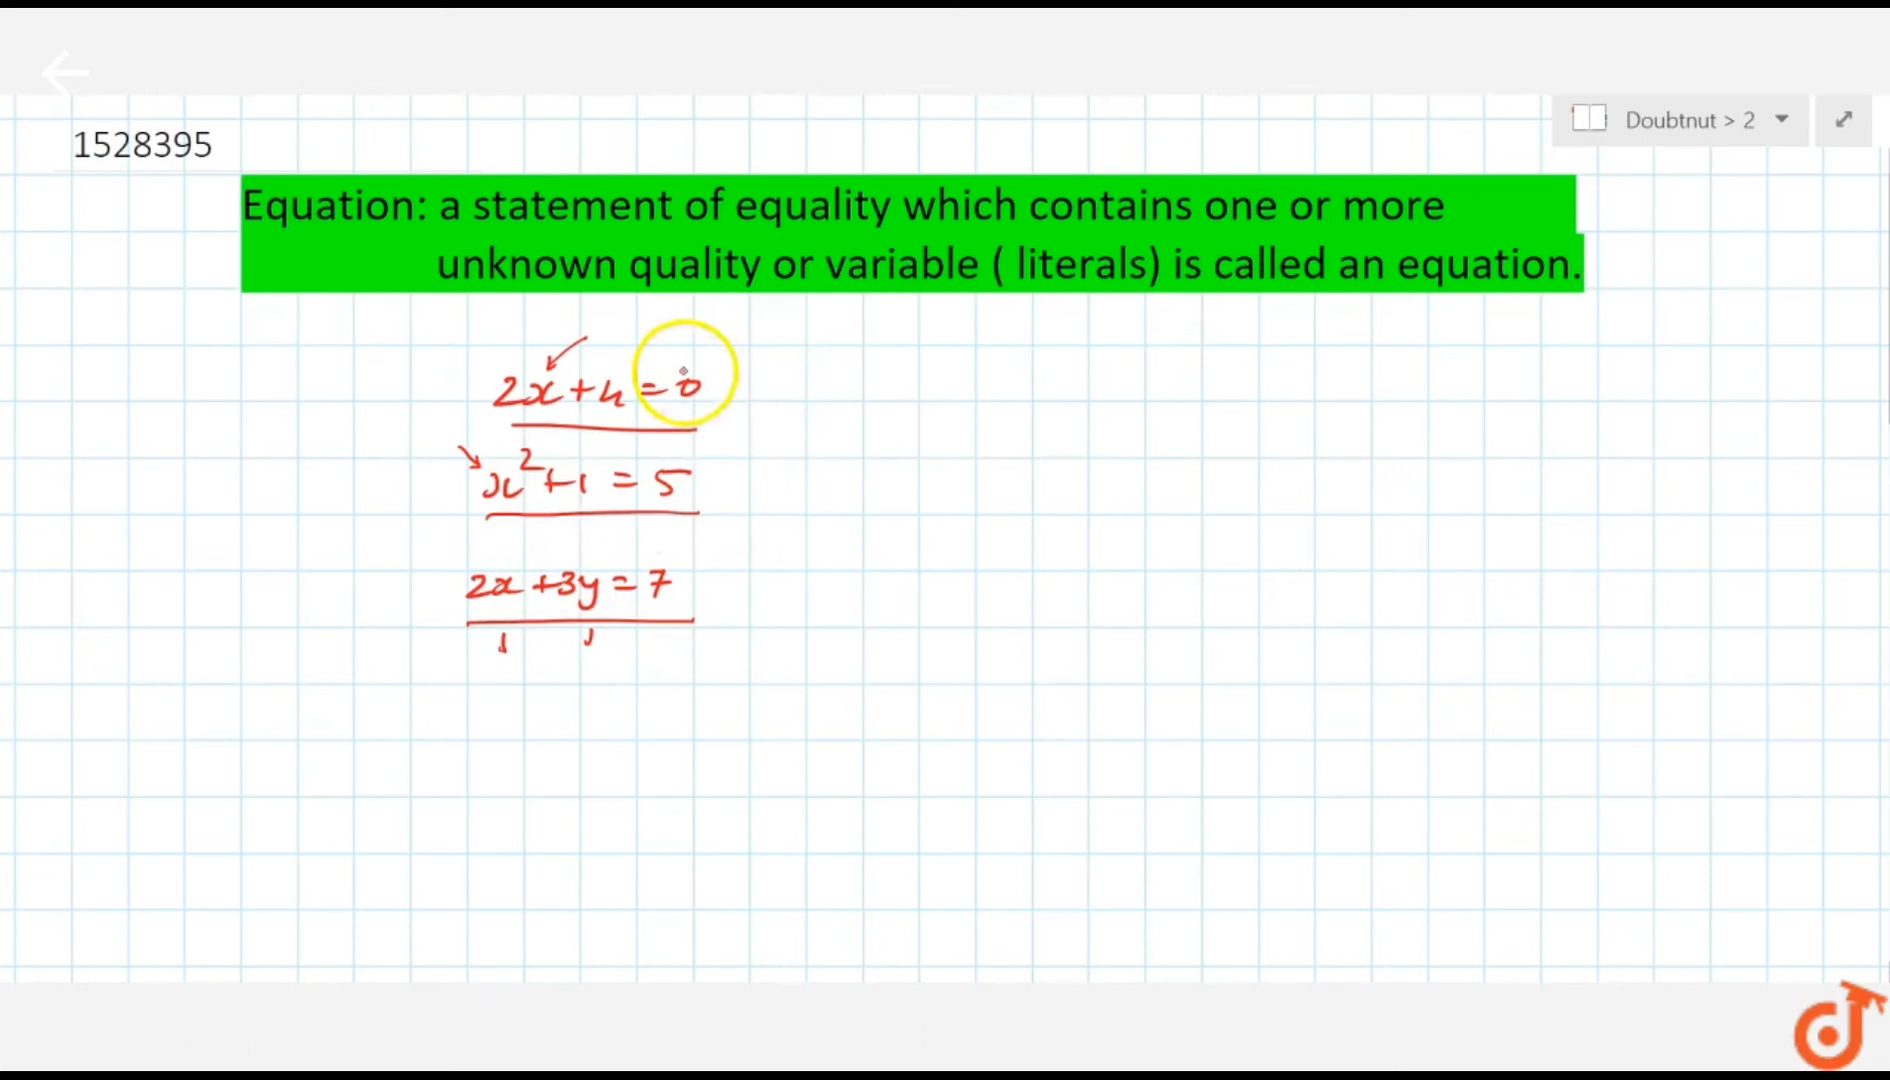 Doubtnut > 2
1528395
Equation: a statement of equality which contains one or more
unknown quality or variable ( literals) is called an equation.
2x+4=0
x²+1 = 5
2x+3y=7